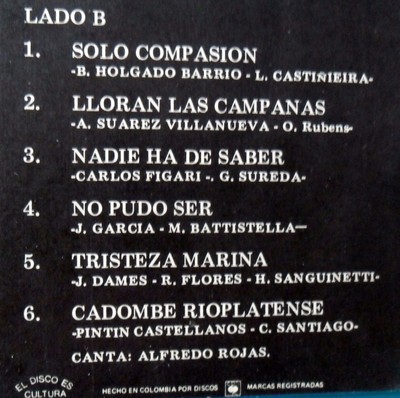 LADO B
1. SOLO COMPASION
-B. HOLGADO BARRIO - L. CASTIÑIEIRA-
2. LLORAN LAS CAMPANAS
-A. SUAREZ VILLANUEVA - O. Rubens-
3. NADIE HA DE SABER
-CARLOS FIGARI -. G. SUREDA-
4. NO PUDO SER
-J. GARCIA - M. BATTISTELLA—
5. TRISTEZA MARINA
-J. DAMES - R. FLORES - H. SANGUINETTI-
6. CADOMBE RIOPLATENSE
-PINTIN CASTELLANOS - C. SANTIAGO-
CANTA: ALFREDO ROJAS.
EL DISCO ES
CULTURA
HECHO EN COLOMBIA POR DISCOS MARCAS REGISTRADAS